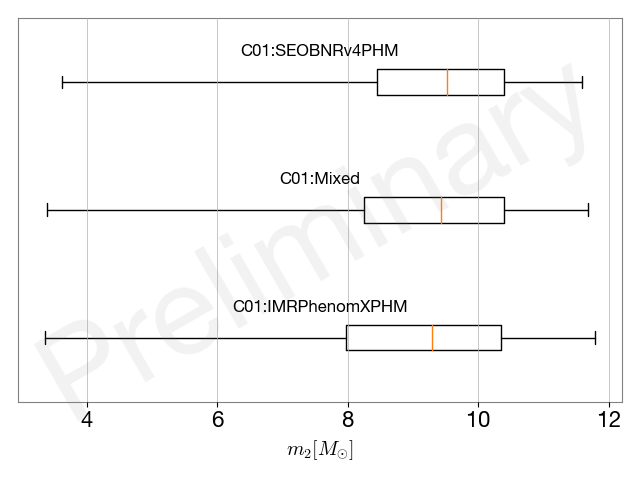 C01:SEOBNRv4PHM
C01:Mixed
C01:IMRPhenomXPHM
Preliminary
4 6 8 10 12
m₂[M⊙]